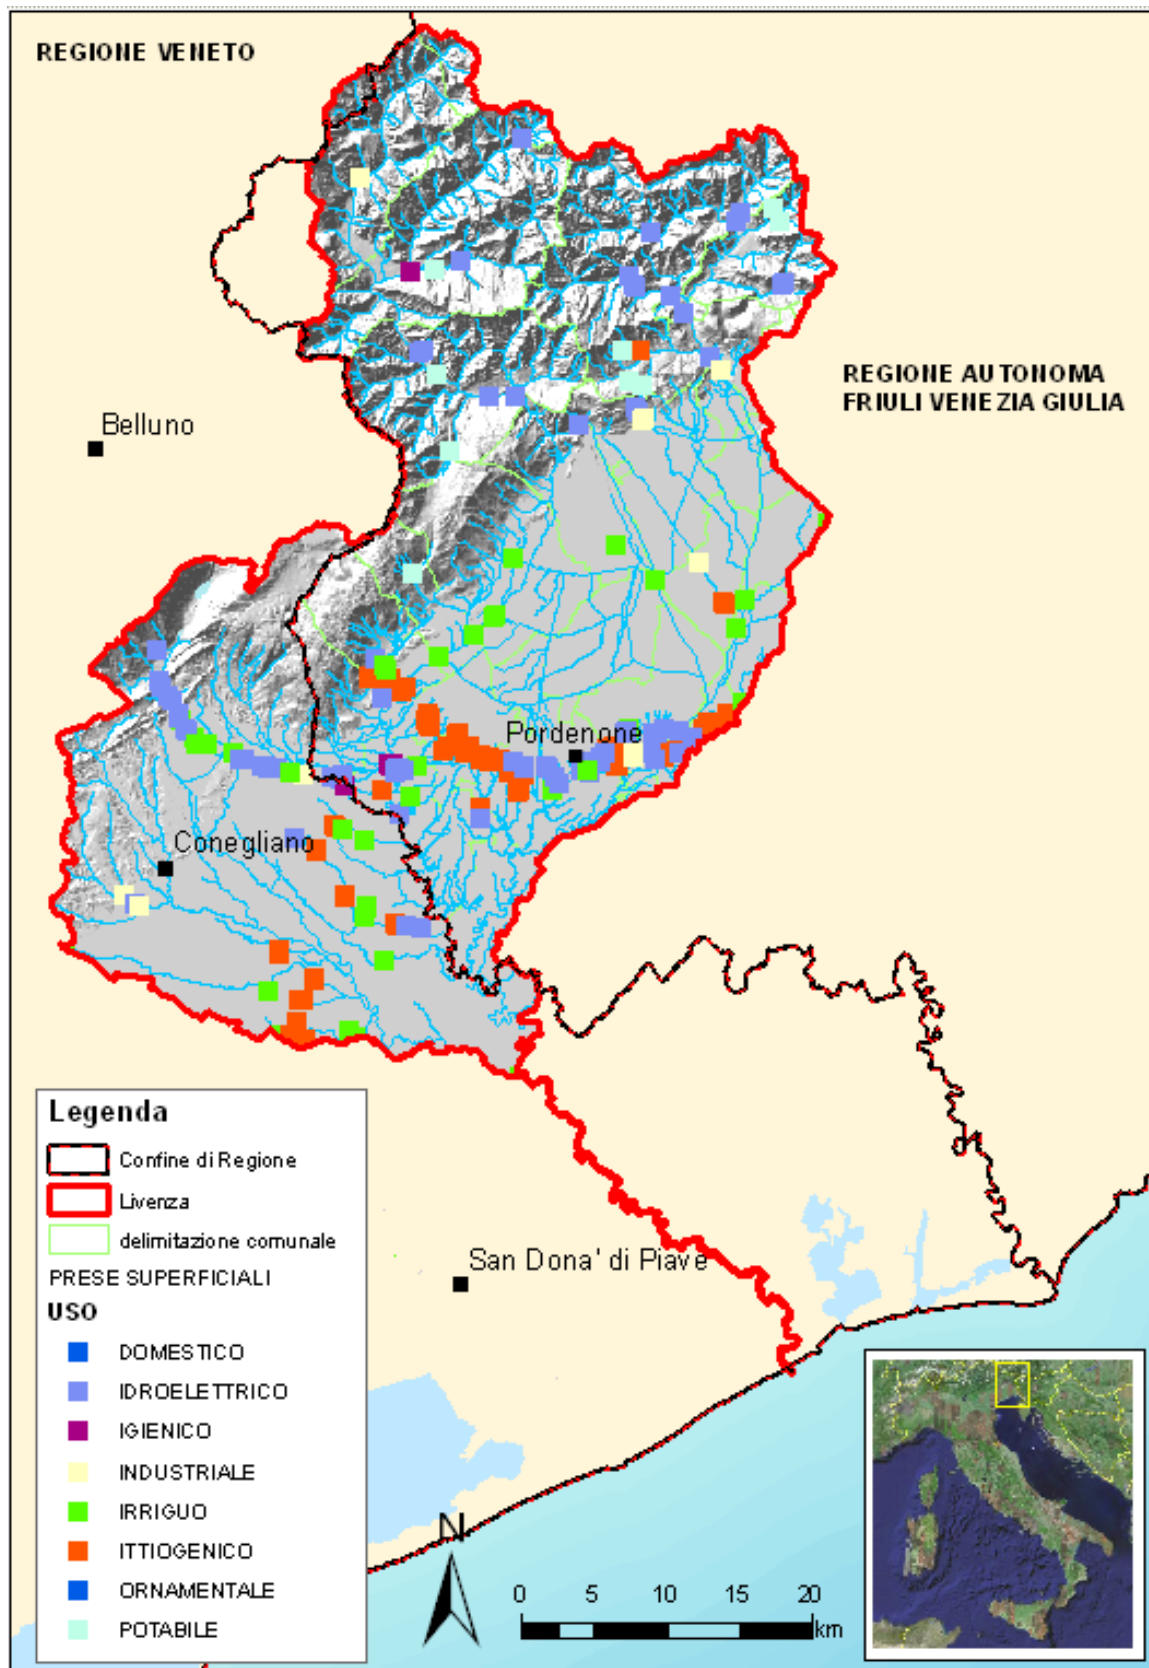 REGIONE VENETO
REGIONE AUTONOMA
FRIULI VENEZIA GIULIA
Belluno
Pordenone
Conegliano
San Dona' di Piave
Legenda
Confine di Regione
Livenza
delimitazione comunale
PRESE SUPERFICIALI
USO
DOMESTICO
IDROELETTRICO
IGIENICO
INDUSTRIALE
IRRIGUO
ITTIOGENICO
ORNAMENTALE
POTABILE
N
0 5 10 15 20
km